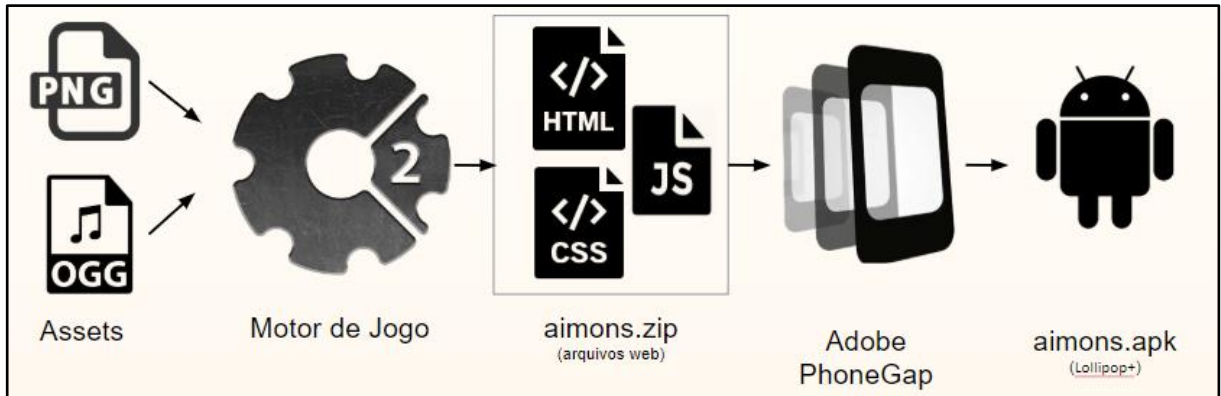 PNG
OGG
Assets
2
Motor de Jogo
</>
HTML
</>
CSS
JS
aimons.zip
(arquivos web)
Adobe
PhoneGap
aimons.apk
(Lollipop+)